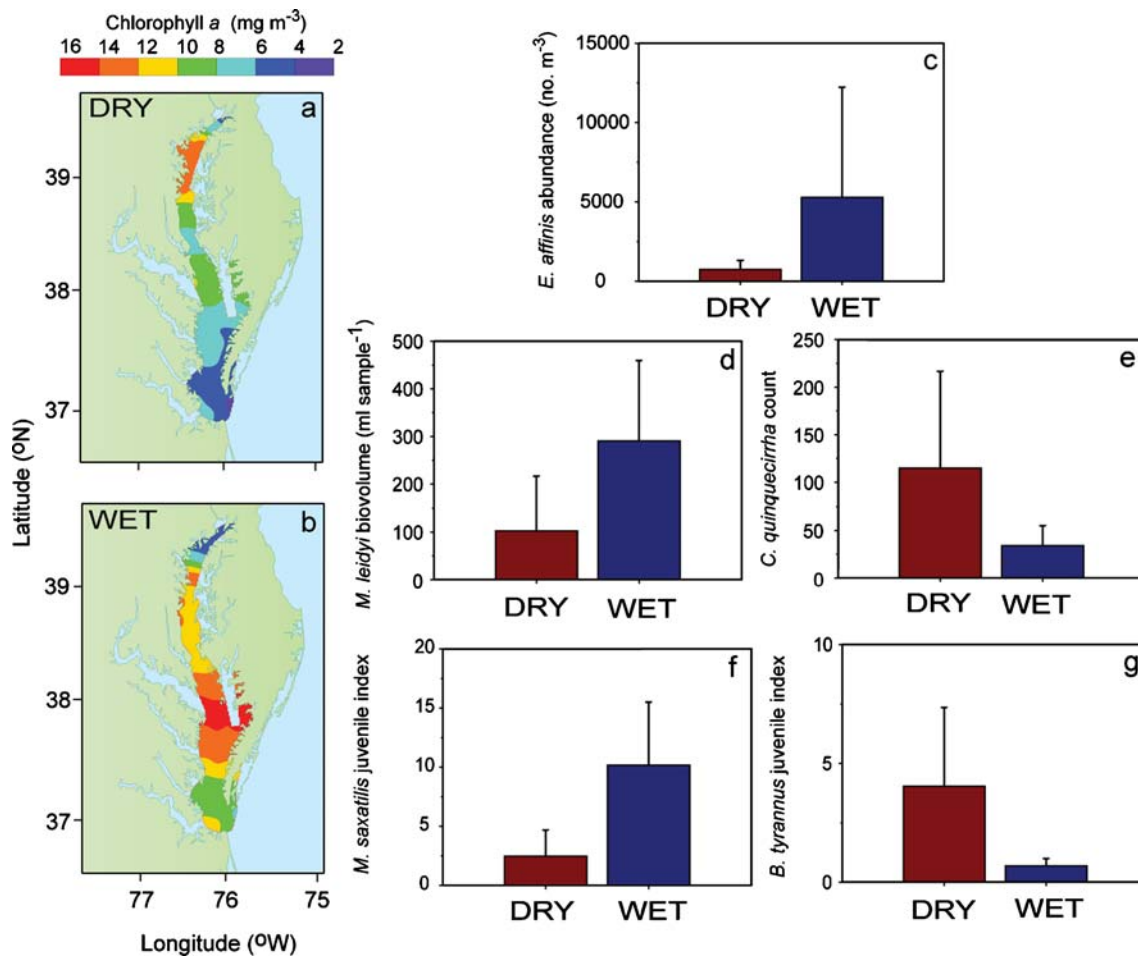 Chlorophyll a (mg m-3)
16 14 12 10 8 6 4 2
DRY a
39
38
37
77 76 75
WET b
39
38
37
77 76 75
Latitude (ºN)
Longitude (ºW)
c
E. affinis abundance (no. m-3)
15000
10000
5000
0
DRY WET
d
M. leidyi biovolume (ml sample-1)
500
400
300
200
100
0
DRY WET
e
C. quinquecirrha count
250
200
150
100
50
0
DRY WET
f
M. saxatilis juvenile index
20
15
10
5
0
DRY WET
g
B. tyrannus juvenile index
10
5
0
DRY WET